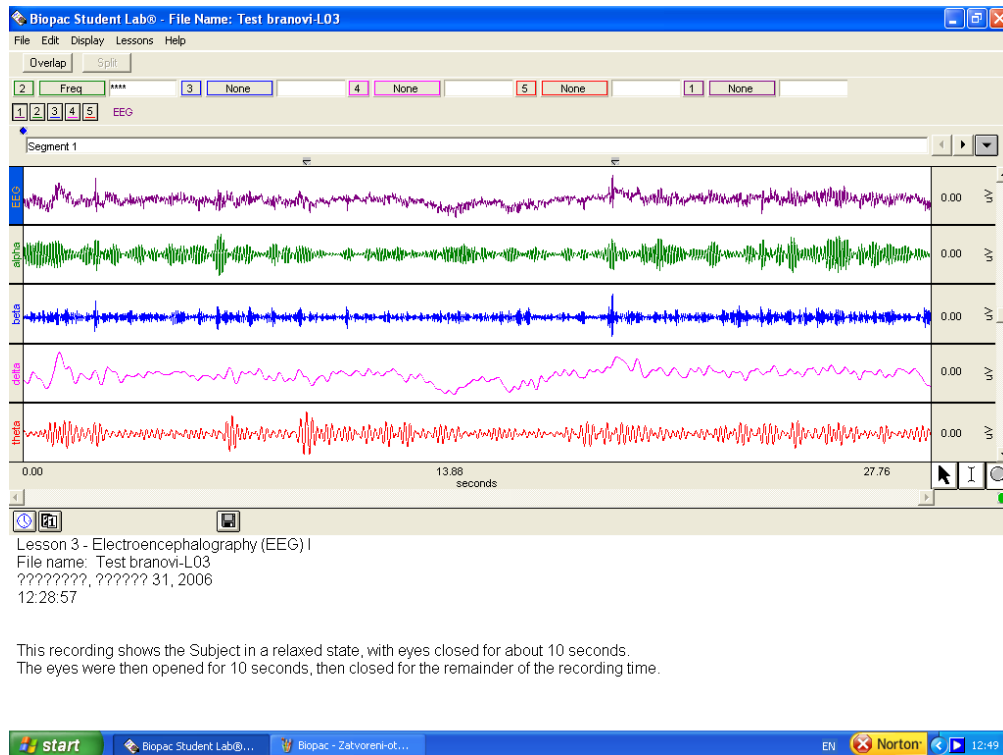 Biopac Student Lab® - File Name: Test branovi-L03
File Edit Display Lessons Help
Overlap Split
2 Freq **** 3 None 4 None 5 None 1 None
1 2 3 4 5 EEG
Segment 1
EEG 0.00
alpha 0.00
beta 0.00
delta 0.00
theta 0.00
0.00 13.88 27.76
seconds
Lesson 3 - Electroencephalography (EEG) I
File name: Test branovi-L03
????????, ?????? 31, 2006
12:28:57
This recording shows the Subject in a relaxed state, with eyes closed for about 10 seconds.
The eyes were then opened for 10 seconds, then closed for the remainder of the recording time.
start Biopac Student Lab®... Biopac - Zatvoreni-ot... EN Norton 12:49